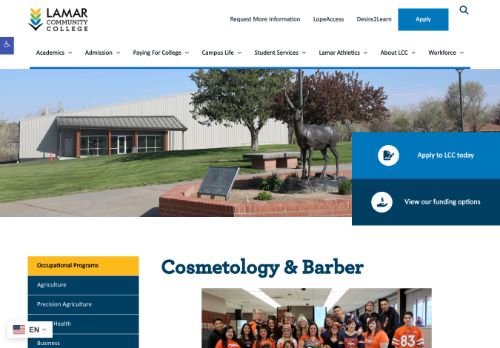 LAMAR
COMMUNITY
COLLEGE
Request More Information
LopeAccess
Desire2Learn
Apply
Academics
Admission
Paying For College
Campus Life
Student Services
Lamar Athletics
About LCC
Workforce
Apply to LCC today
View our funding options
Occupational Programs
Agriculture
Precision Agriculture
Health
Business
EN
Cosmetology & Barber
83